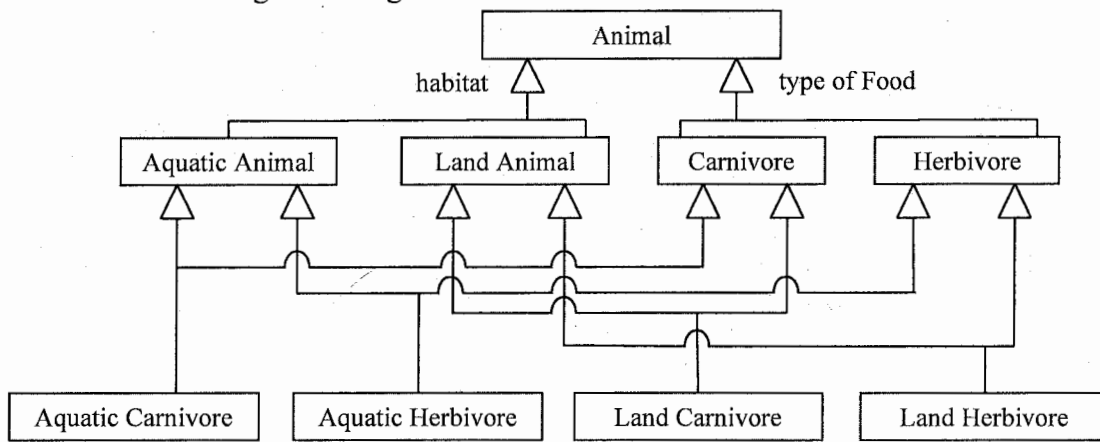 Animal
habitat
type of Food
Aquatic Animal
Land Animal
Carnivore
Herbivore
Aquatic Carnivore
Aquatic Herbivore
Land Carnivore
Land Herbivore